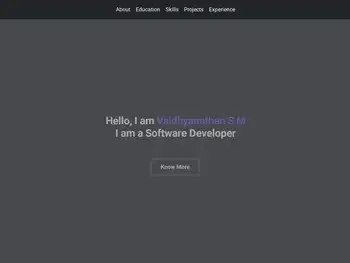 About Education Skills Projects Experience
Hello, I am Vaidhyanathan S M
I am a Software Developer
Know More